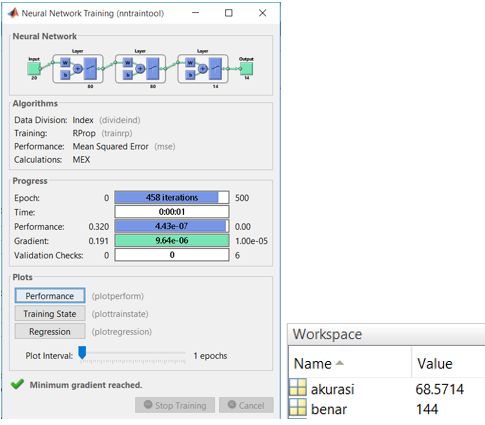 Neural Network Training (nntraintool)
Neural Network
Layer Layer Layer
Input Output
W W W
b b b
20 14
80 80 14
Algorithms
Data Division: Index (divideind)
Training: RProp (trainrp)
Performance: Mean Squared Error (mse)
Calculations: MEX
Progress
Epoch: 0 458 iterations 500
Time: 0:00:01
Performance: 0.320 4.43e-07 0.00
Gradient: 0.191 9.64e-06 1.00e-05
Validation Checks: 0 0 6
Plots
Performance (plotperform)
Training State (plottrainstate)
Regression (plotregression)
Plot Interval: 1 epochs
Minimum gradient reached.
Stop Training Cancel
Workspace
Name Value
akurasi 68.5714
benar 144